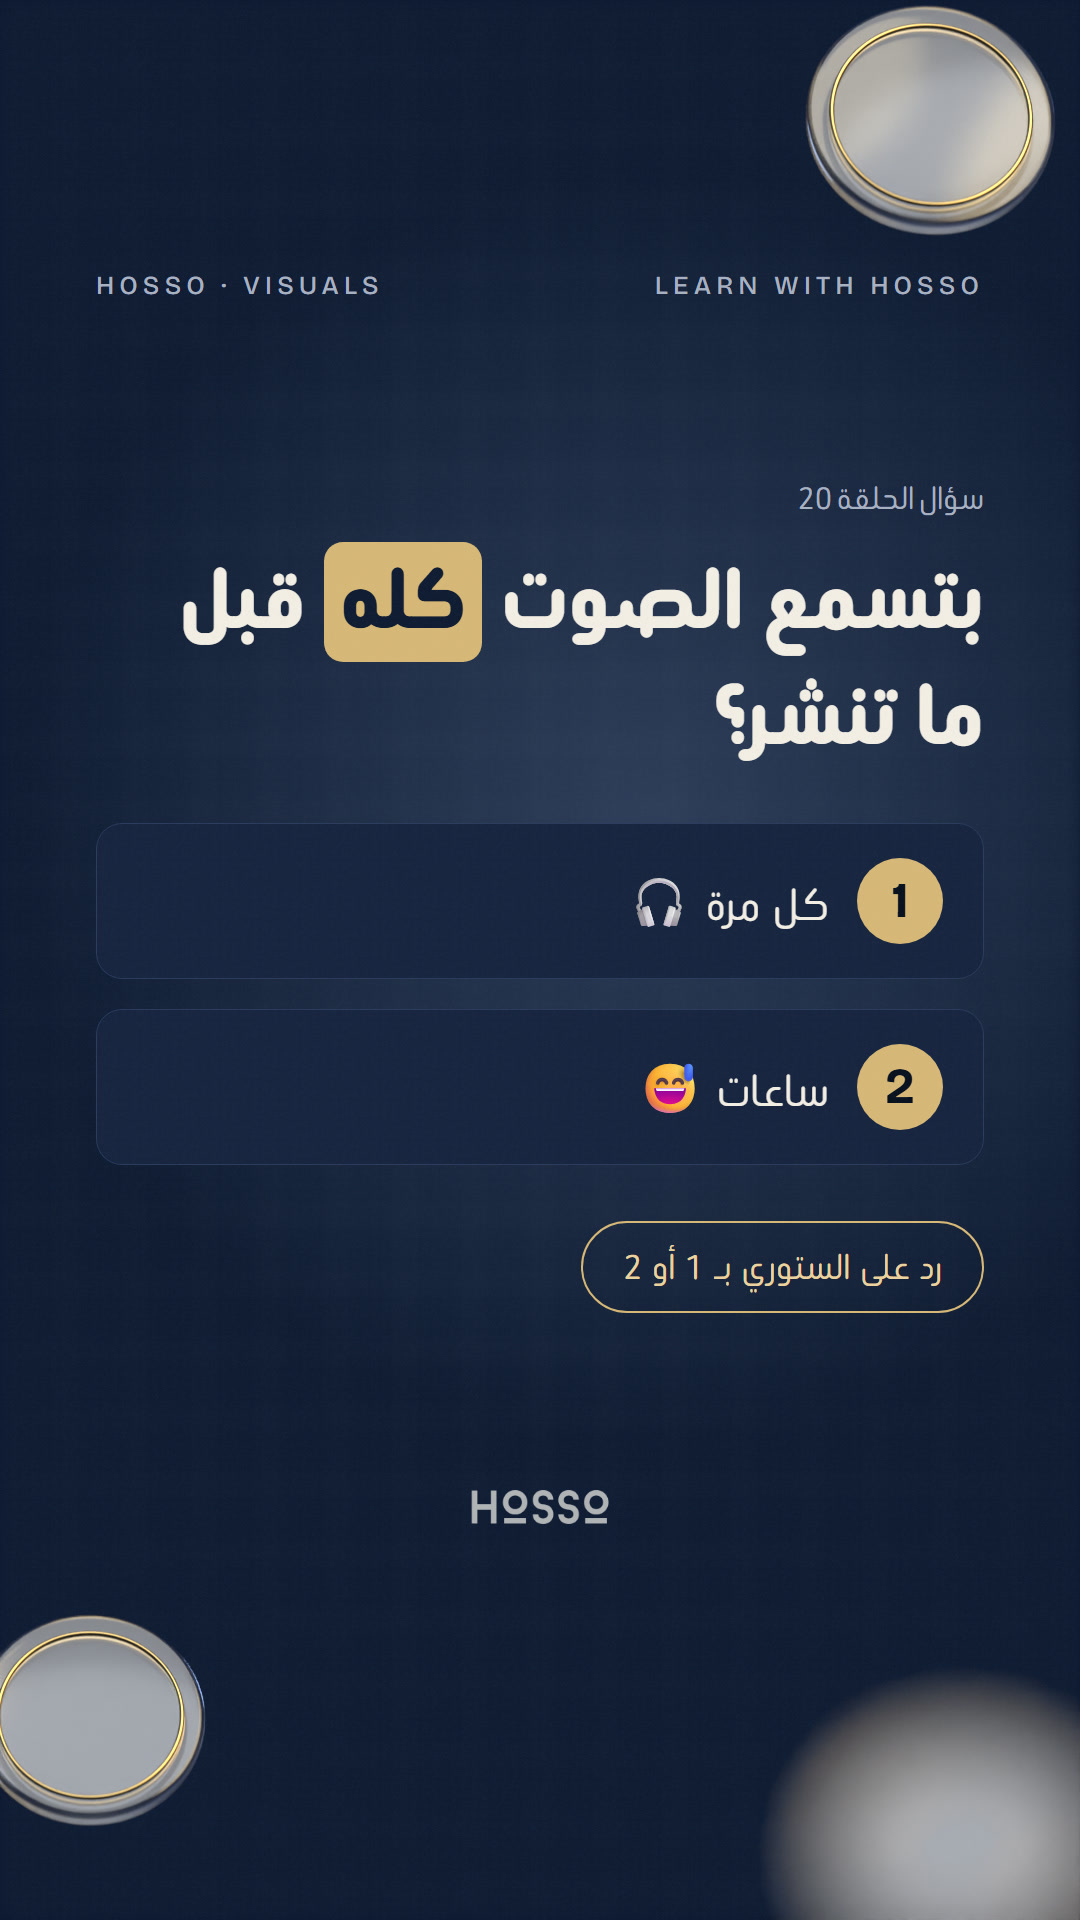 HOSSO · VISUALS
LEARN WITH HOSSO
سؤال الحلقة 20
بتسمع الصوت كله قبل
ما تنشر؟
1 كل مرة 🎧
2 ساعات 😅
رد على الستوري بـ 1 أو 2
HOSSO